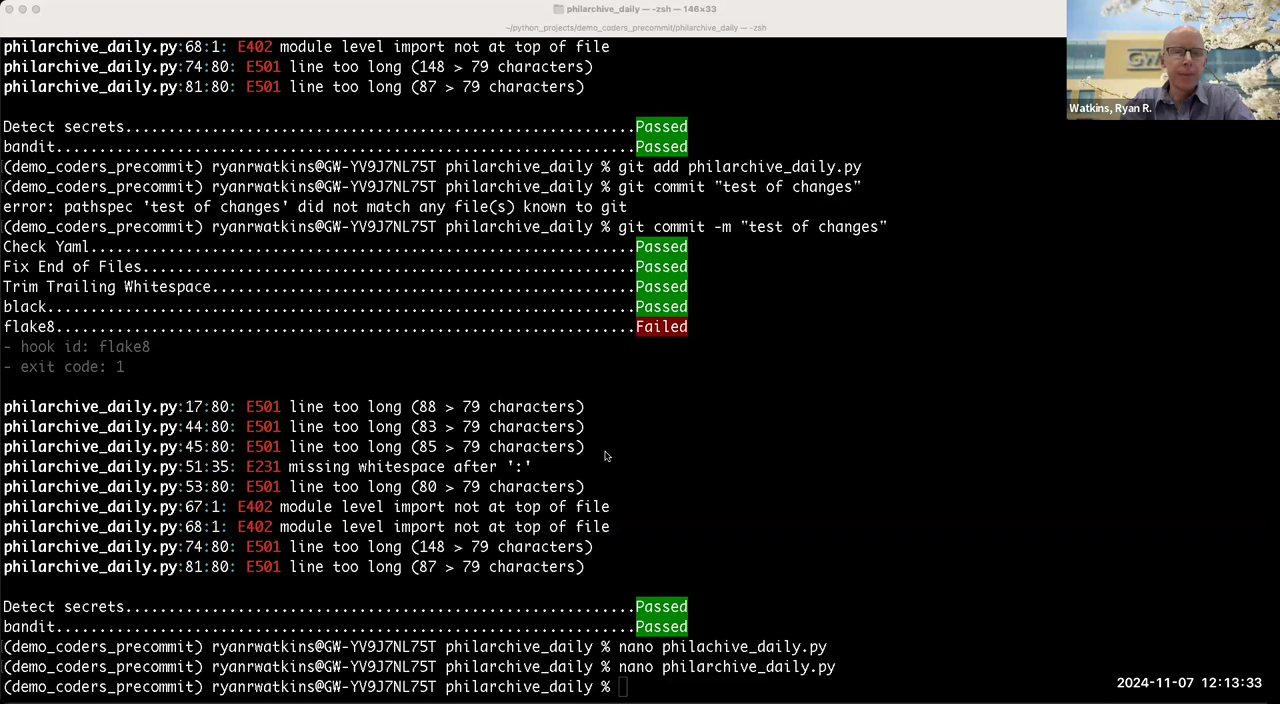 philarchive_daily — -zsh — 146×33
~/python_projects/demo_coders_precommit/philarchive_daily — -zsh
philarchive_daily.py:68:1: E402 module level import not at top of file
philarchive_daily.py:74:80: E501 line too long (148 > 79 characters)
philarchive_daily.py:81:80: E501 line too long (87 > 79 characters)
GW
Watkins, Ryan R.
Detect secrets...................................................................Passed
bandit...........................................................................Passed
(demo_coders_precommit) ryanrwatkins@GW-YV9J7NL75T philarchive_daily % git add philarchive_daily.py
(demo_coders_precommit) ryanrwatkins@GW-YV9J7NL75T philarchive_daily % git commit "test of changes"
error: pathspec 'test of changes' did not match any file(s) known to git
(demo_coders_precommit) ryanrwatkins@GW-YV9J7NL75T philarchive_daily % git commit -m "test of changes"
Check Yaml...............................................................Passed
Fix End of Files.........................................................Passed
Trim Trailing Whitespace.................................................Passed
black....................................................................Passed
flake8...................................................................Failed
- hook id: flake8
- exit code: 1
philarchive_daily.py:17:80: E501 line too long (88 > 79 characters)
philarchive_daily.py:44:80: E501 line too long (83 > 79 characters)
philarchive_daily.py:45:80: E501 line too long (85 > 79 characters)
philarchive_daily.py:51:35: E231 missing whitespace after ':'
philarchive_daily.py:53:80: E501 line too long (80 > 79 characters)
philarchive_daily.py:67:1: E402 module level import not at top of file
philarchive_daily.py:68:1: E402 module level import not at top of file
philarchive_daily.py:74:80: E501 line too long (148 > 79 characters)
philarchive_daily.py:81:80: E501 line too long (87 > 79 characters)
Detect secrets...........................................................Passed
bandit...................................................................Passed
(demo_coders_precommit) ryanrwatkins@GW-YV9J7NL75T philarchive_daily % nano philachive_daily.py
(demo_coders_precommit) ryanrwatkins@GW-YV9J7NL75T philarchive_daily % nano philarchive_daily.py
(demo_coders_precommit) ryanrwatkins@GW-YV9J7NL75T philarchive_daily %
2024-11-07 12:13:33